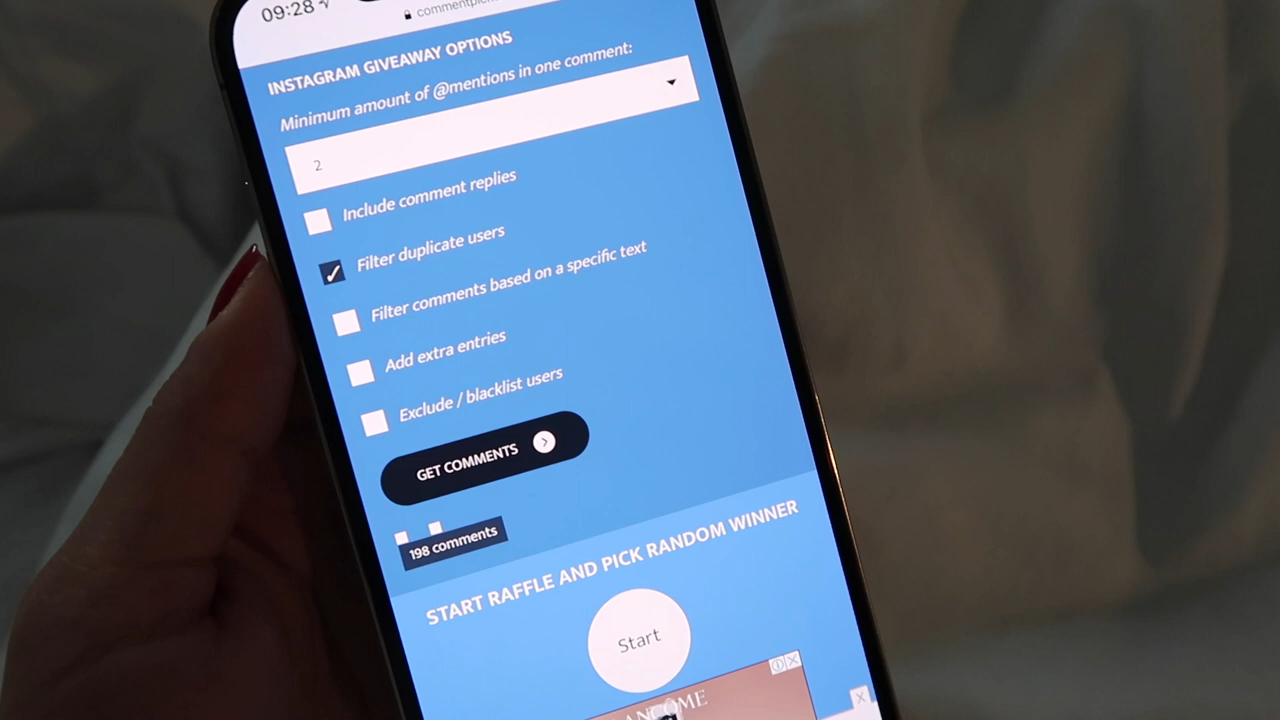 09:28
INSTAGRAM GIVEAWAY OPTIONS
Minimum amount of @mentions in one comment:
2
Include comment replies
Filter duplicate users
Filter comments based on a specific text
Add extra entries
Exclude / blacklist users
GET COMMENTS
198 comments
START RAFFLE AND PICK RANDOM WINNER
Start